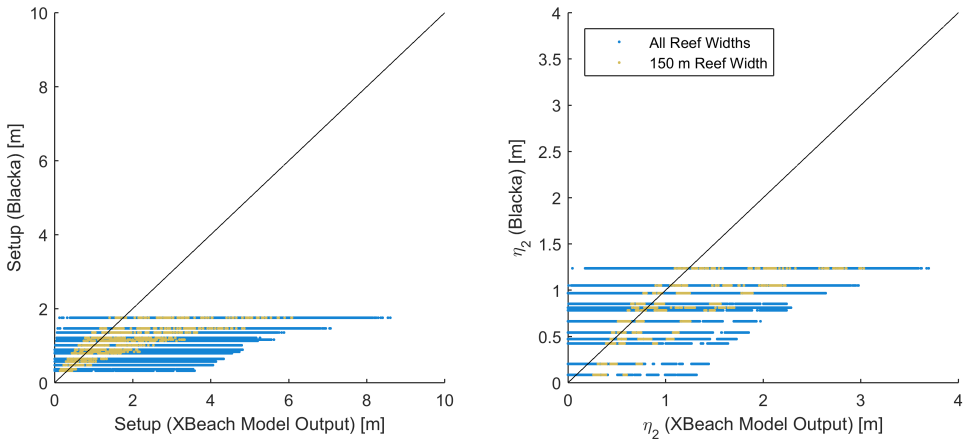 10
8
6
4
2
0
Setup (Blacka) [m]
0 2 4 6 8 10
Setup (XBeach Model Output) [m]
4
3.5
3
2.5
2
1.5
1
0.5
0
η2 (Blacka) [m]
All Reef Widths
150 m Reef Width
0 1 2 3 4
η2 (XBeach Model Output) [m]